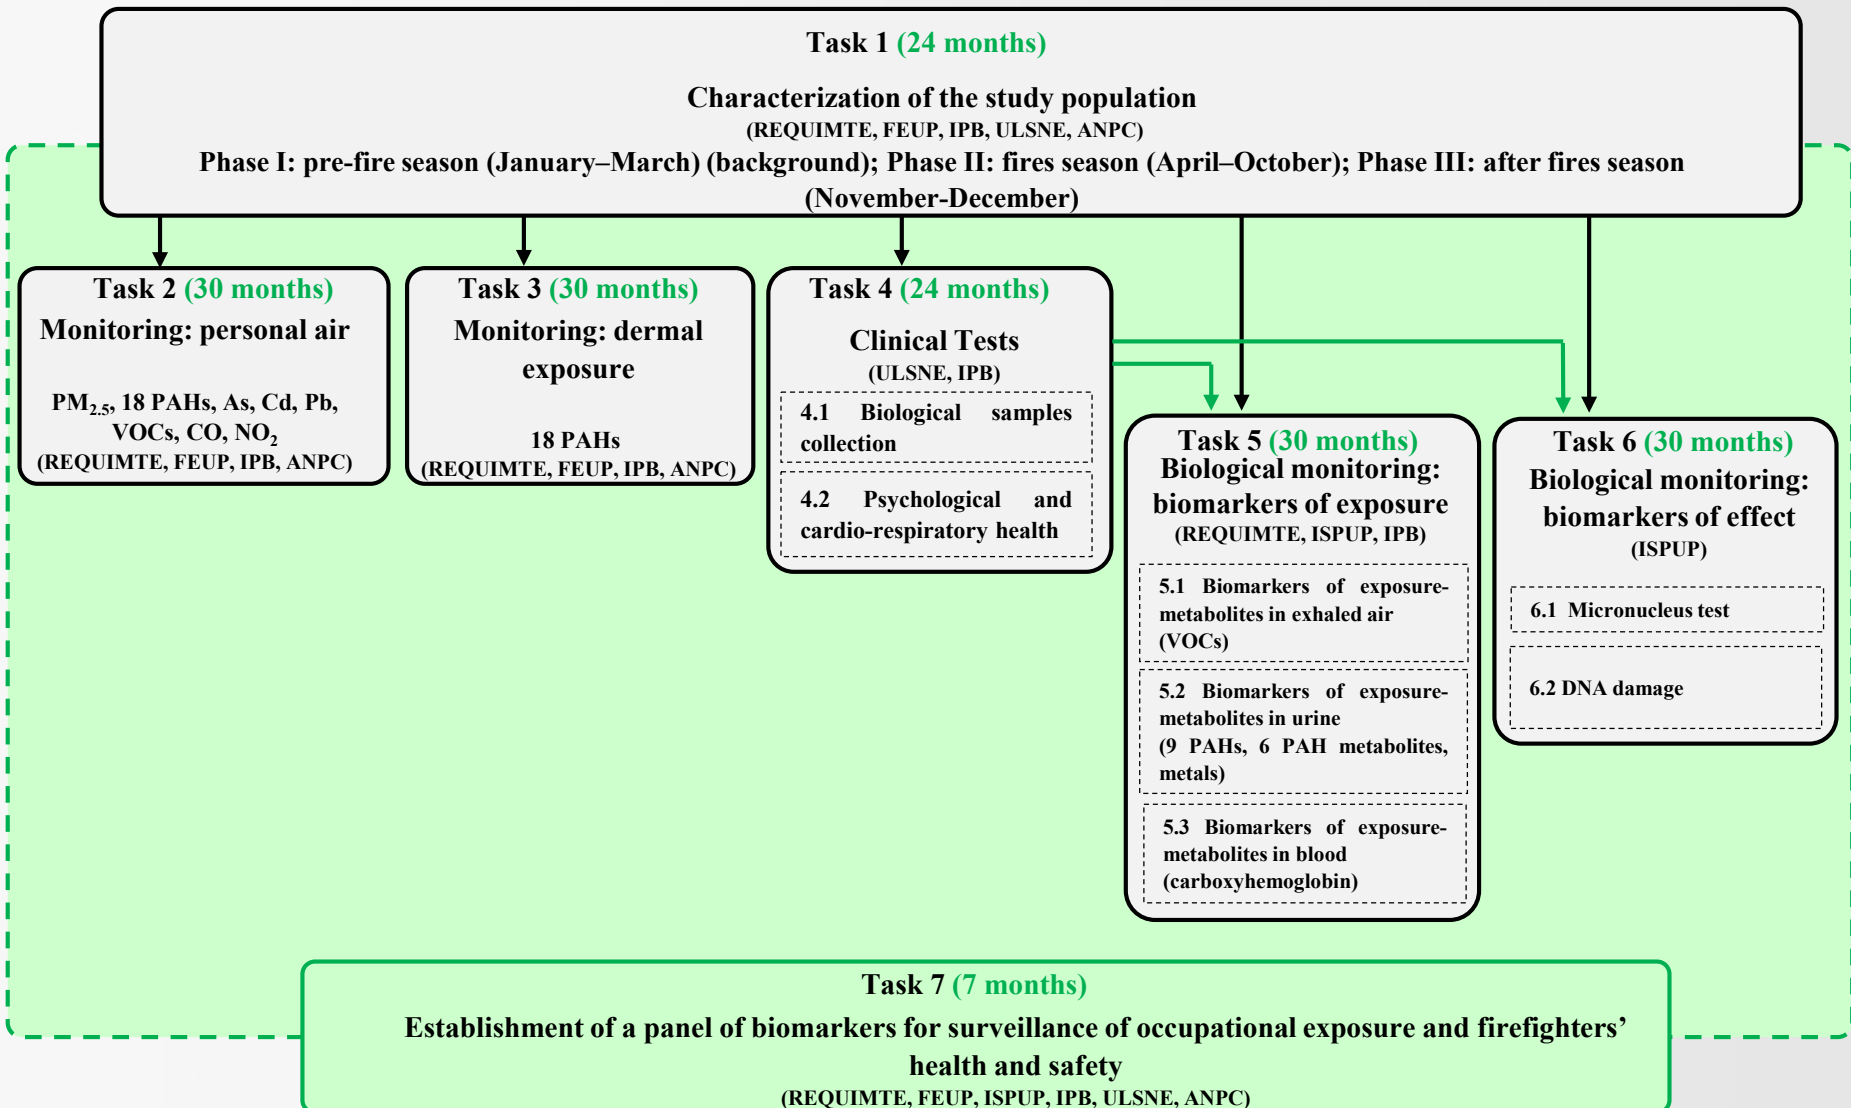 Task 1 (24 months)
Characterization of the study population
(REQUIMTE, FEUP, IPB, ULSNE, ANPC)
Phase I: pre-fire season (January–March) (background); Phase II: fires season (April–October); Phase III: after fires season
(November-December)
Task 2 (30 months)
Monitoring: personal air
PM2.5, 18 PAHs, As, Cd, Pb,
VOCs, CO, NO2
(REQUIMTE, FEUP, IPB, ANPC)
Task 3 (30 months)
Monitoring: dermal
exposure
18 PAHs
(REQUIMTE, FEUP, IPB, ANPC)
Task 4 (24 months)
Clinical Tests
(ULSNE, IPB)
4.1 Biological samples
collection
4.2 Psychological and
cardio-respiratory health
Task 5 (30 months)
Biological monitoring:
biomarkers of exposure
(REQUIMTE, ISPUP, IPB)
5.1 Biomarkers of exposure-
metabolites in exhaled air
(VOCs)
5.2 Biomarkers of exposure-
metabolites in urine
(9 PAHs, 6 PAH metabolites,
metals)
5.3 Biomarkers of exposure-
metabolites in blood
(carboxyhemoglobin)
Task 6 (30 months)
Biological monitoring:
biomarkers of effect
(ISPUP)
6.1 Micronucleus test
6.2 DNA damage
Task 7 (7 months)
Establishment of a panel of biomarkers for surveillance of occupational exposure and firefighters’
health and safety
(REQUIMTE, FEUP, ISPUP, IPB, ULSNE, ANPC)